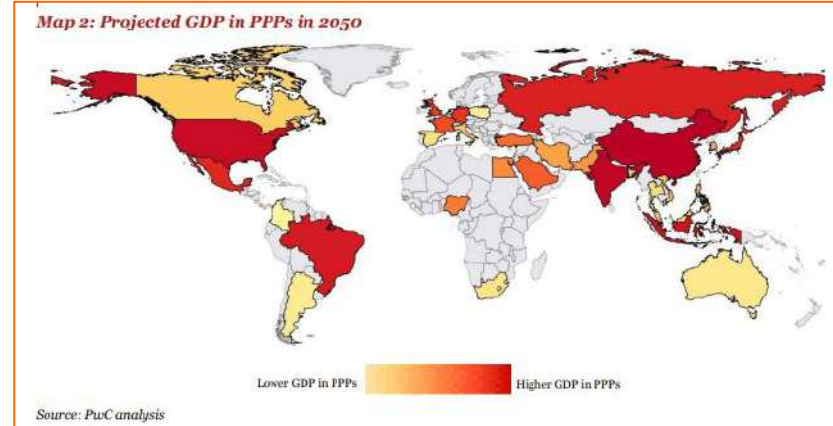 Map 2: Projected GDP in PPPs in 2050
Lower GDP in PPPs
Higher GDP in PPPs
Source: PwC analysis